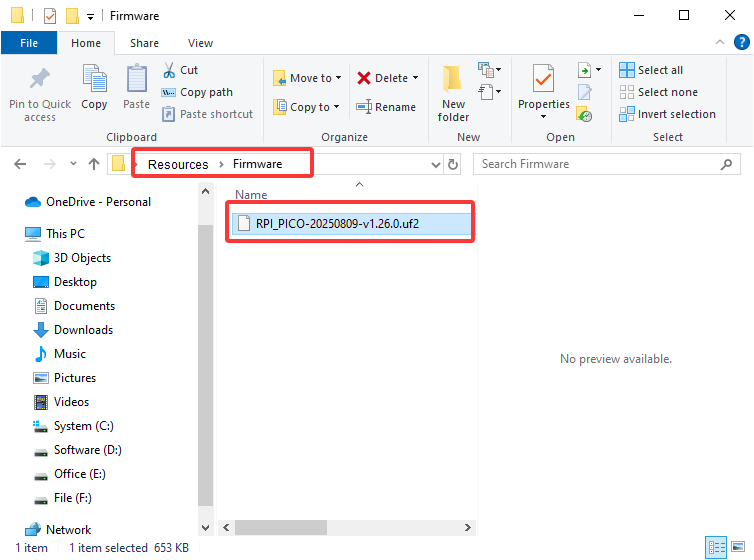 Firmware
File Home Share View
Pin to Quick access
Copy
Paste
Cut
Copy path
Paste shortcut
Clipboard
Move to
Copy to
Delete
Rename
Organize
New folder
New
Properties
Open
Select all
Select none
Invert selection
Select
Resources > Firmware
Search Firmware
OneDrive - Personal
This PC
3D Objects
Desktop
Documents
Downloads
Music
Pictures
Videos
System (C:)
Software (D:)
Office (E:)
File (F:)
Network
Name
RPI_PICO-20250809-v1.26.0.uf2
No preview available.
1 item 1 item selected 653 KB